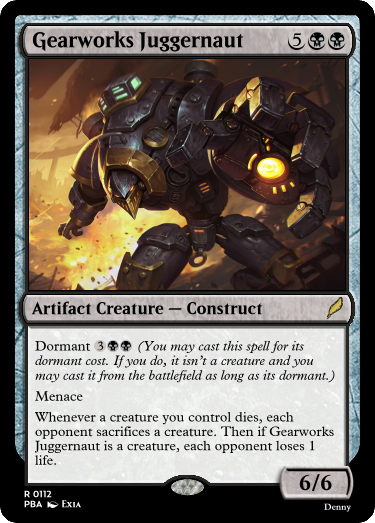 Gearworks Juggernaut 5
Artifact Creature — Construct
Dormant 3 (You may cast this spell for its
dormant cost. If you do, it isn't a creature and you
may cast it from the battlefield as long as its dormant.)
Menace
Whenever a creature you control dies, each
opponent sacrifices a creature. Then if Gearworks
Juggernaut is a creature, each opponent loses 1
life.
6/6
R 0112
PBA Exia
Denny